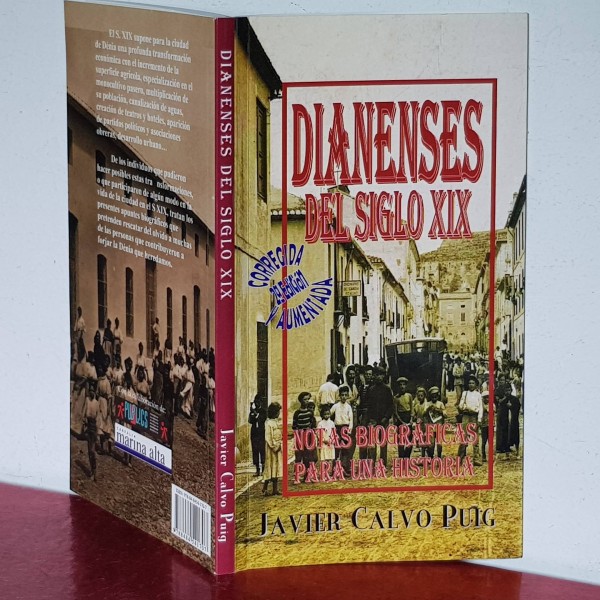 El S. XIX supone para la ciudad
de Dénia una profunda transformación
económica con el incremento de la
superficie agrícola, especialización en el
monocultivo pasero, multiplicación de
su población, canalización de aguas,
creación de teatros y hoteles, aparición
de partidos políticos y asociaciones
obreras, desarrollo urbano...
De los individuos que pudieron
hacer posibles estas transformaciones,
o que participaron de algún modo en la
vida de la ciudad en el S XIX, tratan los
presentes apuntes biográficos que
pretenden rescatar del olvido a muchas
de las personas que contribuyeron a
forjar la Dénia que heredamos.
colaboración de:
PÚBLICS
marina alta
DIANENSES DEL SIGLO XIX
Javier Calvo Puig
DIANENSES
DEL SIGLO XIX
CORREGIDA
2ª Edición
AUMENTADA
NOTAS BIOGRÁFICAS
PARA UNA HISTORIA
JAVIER CALVO PUIG